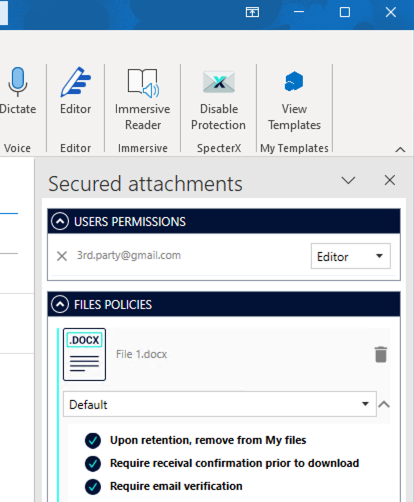 Dictate
Editor
Immersive
Reader
Disable
Protection
View
Templates
Voice
Editor
Immersive
SpecterX
My Templates
Secured attachments
USERS PERMISSIONS
3rd.party@gmail.com
Editor
FILES POLICIES
.DOCX
File 1.docx
Default
Upon retention, remove from My files
Require receival confirmation prior to download
Require email verification